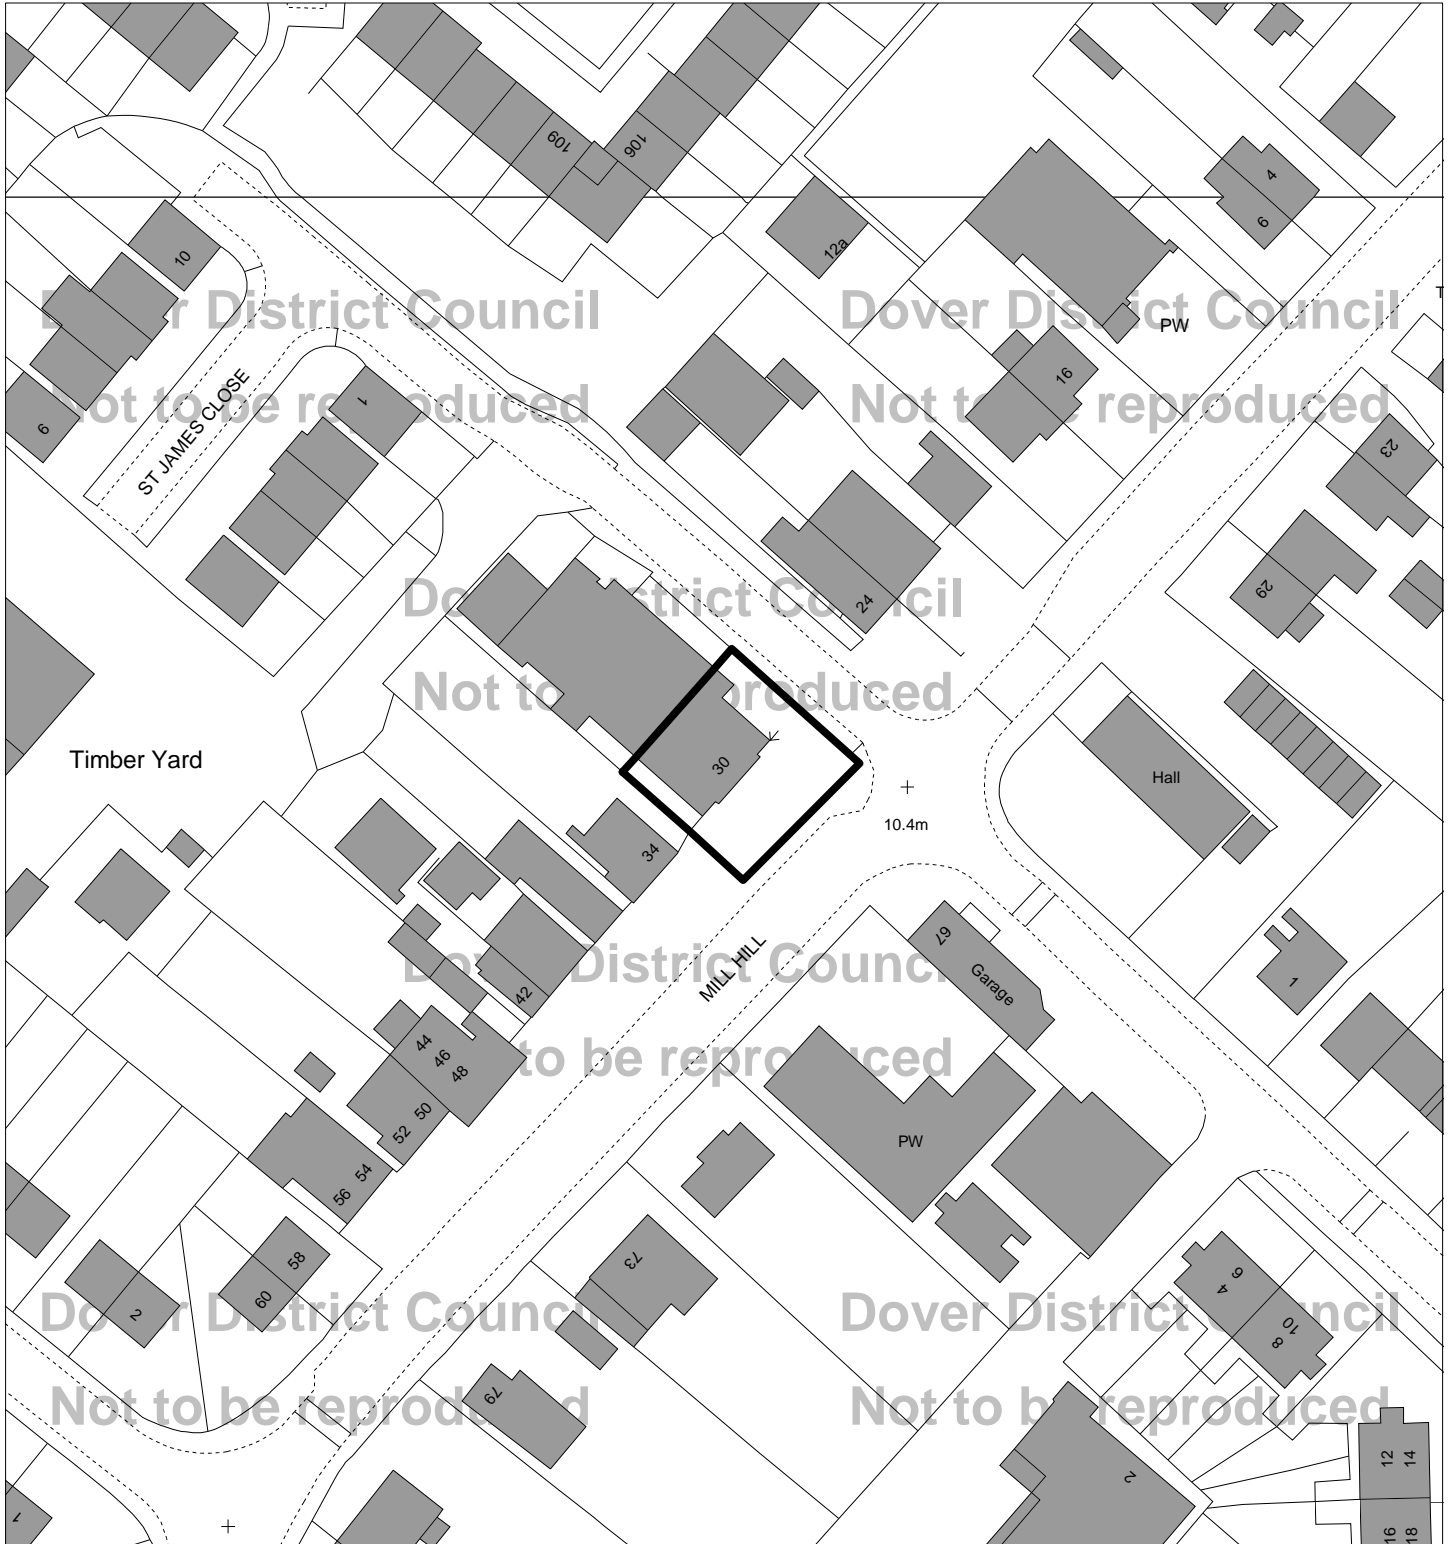 109
106
4
6
10
12a
Dover District Council
Dover District Council
PW
T
ST JAMES CLOSE
Not to be reproduced
Not to be reproduced
1
16
6
23
Dover District Council
24
29
Not to be reproduced
Timber Yard
30
Hall
10.4m
34
67
Garage
MILL HILL
Dover District Council
42
1
44
46
48
Not to be reproduced
50
52
54
56
PW
58
60
73
2
6
4
10
8
Dover District Council
Dover District Council
Not to be reproduced
Not to be reproduced
79
2
12
14
1
16
18